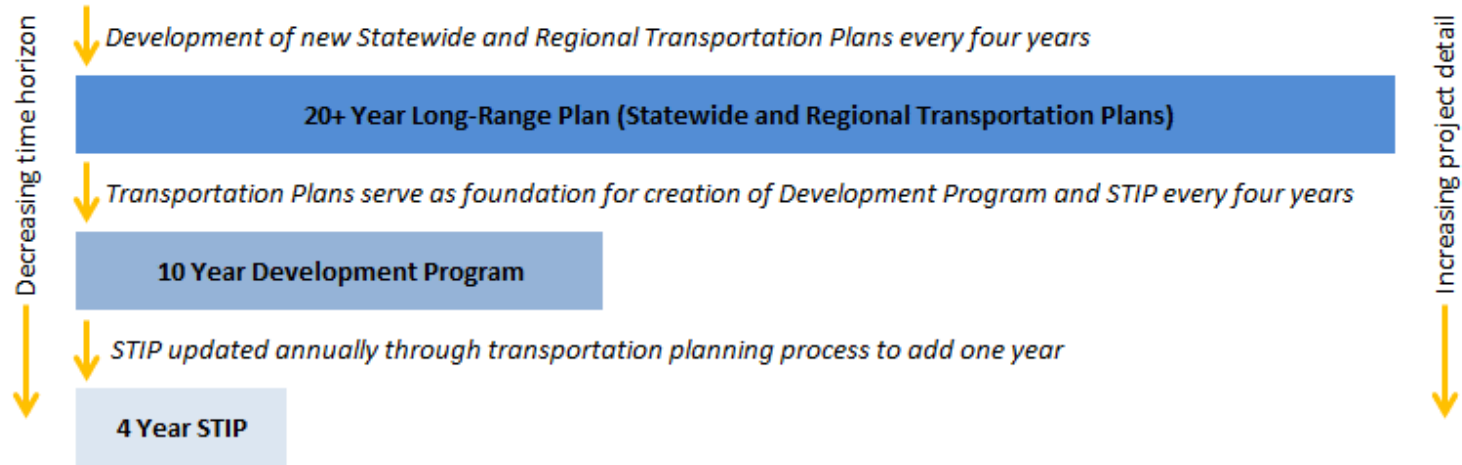 Decreasing time horizon
Development of new Statewide and Regional Transportation Plans every four years
20+ Year Long-Range Plan (Statewide and Regional Transportation Plans)
Transportation Plans serve as foundation for creation of Development Program and STIP every four years
10 Year Development Program
STIP updated annually through transportation planning process to add one year
4 Year STIP
Increasing project detail